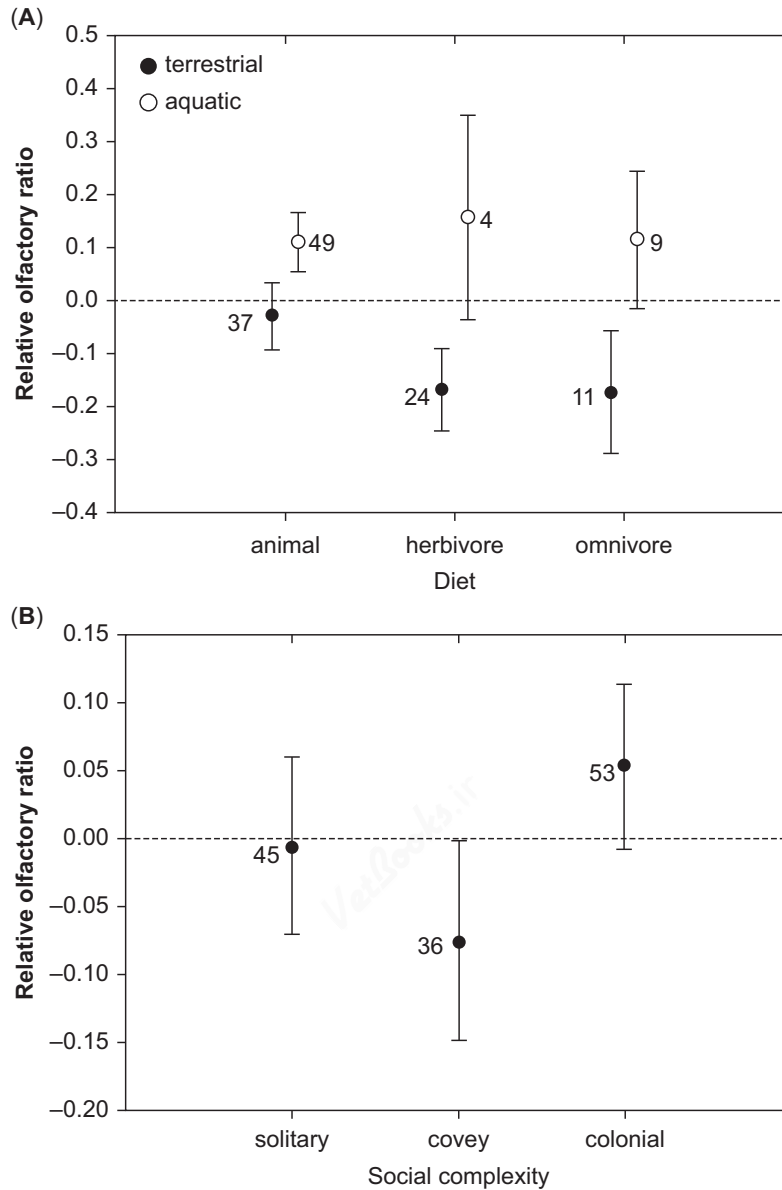 (A)
0.5
0.4
0.3
0.2
0.1
0.0
–0.1
–0.2
–0.3
–0.4
Relative olfactory ratio
terrestrial
aquatic
37
49
24
4
11
9
animal herbivore omnivore
Diet
(B)
0.15
0.10
0.05
0.00
–0.05
–0.10
–0.15
–0.20
Relative olfactory ratio
45
36
53
VetBooks.ir
solitary covey colonial
Social complexity